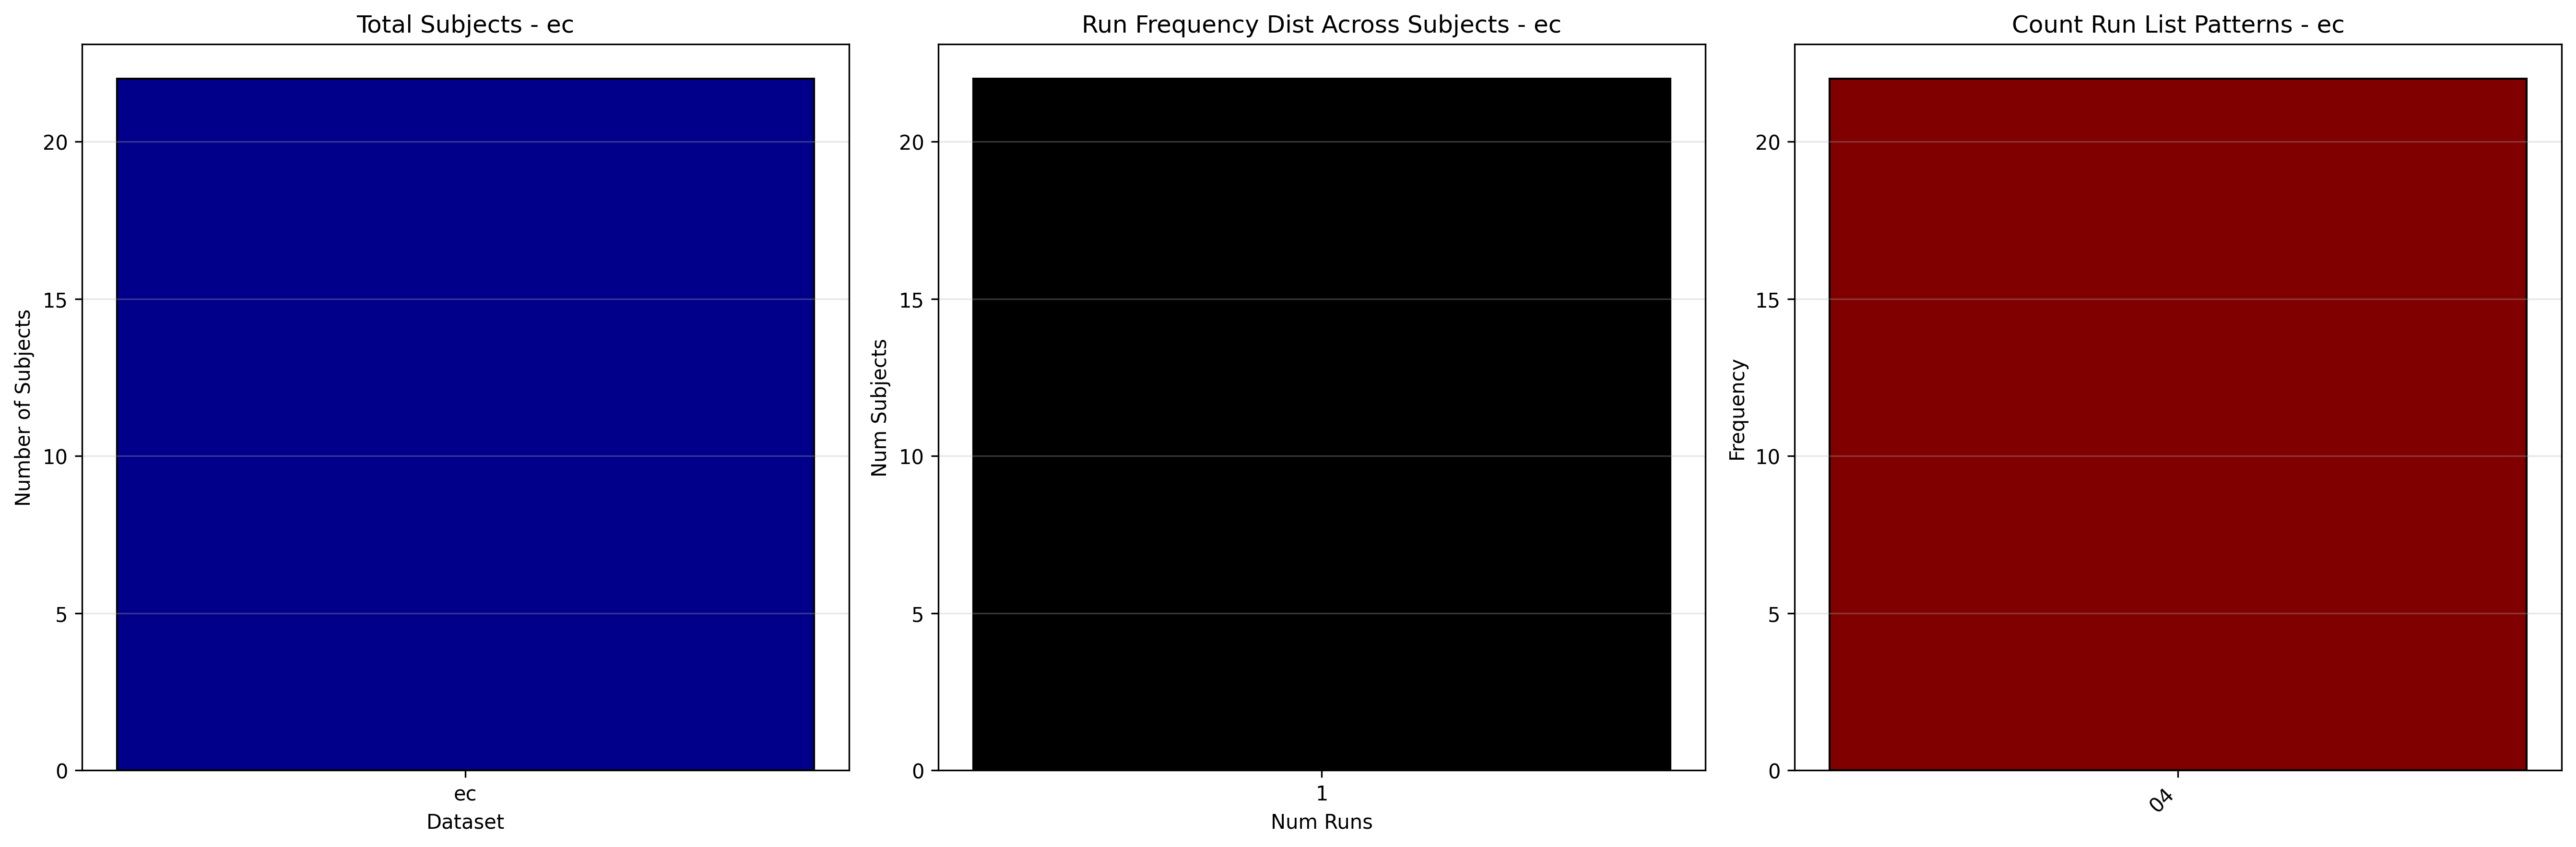 Total Subjects - ec
Number of Subjects
20
15
10
5
0
ec
Dataset
Run Frequency Dist Across Subjects - ec
Num Subjects
20
15
10
5
0
1
Num Runs
Count Run List Patterns - ec
Frequency
20
15
10
5
0
04